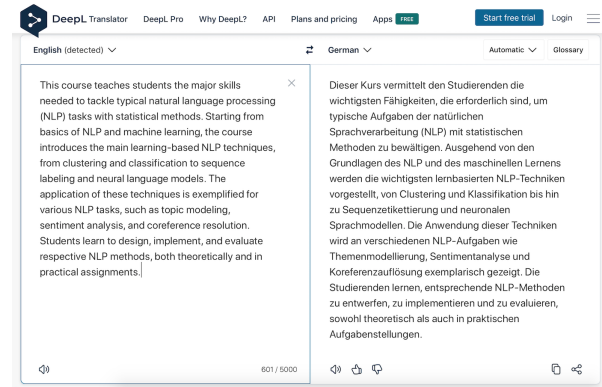 DeepL Translator DeepL Pro Why DeepL? API Plans and pricing Apps FREE Start free trial Login
English (detected) German Automatic Glossary
This course teaches students the major skills
needed to tackle typical natural language processing
(NLP) tasks with statistical methods. Starting from
basics of NLP and machine learning, the course
introduces the main learning-based NLP techniques,
from clustering and classification to sequence
labeling and neural language models. The
application of these techniques is exemplified for
various NLP tasks, such as topic modeling,
sentiment analysis, and coreference resolution.
Students learn to design, implement, and evaluate
respective NLP methods, both theoretically and in
practical assignments.
601 / 5000
Dieser Kurs vermittelt den Studierenden die
wichtigsten Fähigkeiten, die erforderlich sind, um
typische Aufgaben der natürlichen
Sprachverarbeitung (NLP) mit statistischen
Methoden zu bewältigen. Ausgehend von den
Grundlagen des NLP und des maschinellen Lernens
werden die wichtigsten lernbasierten NLP-Techniken
vorgestellt, von Clustering und Klassifikation bis hin
zu Sequenzetikettierung und neuronalen
Sprachmodellen. Die Anwendung dieser Techniken
wird an verschiedenen NLP-Aufgaben wie
Themenmodellierung, Sentimentanalyse und
Koreferenzauflösung exemplarisch gezeigt. Die
Studierenden lernen, entsprechende NLP-Methoden
zu entwerfen, zu implementieren und zu evaluieren,
sowohl theoretisch als auch in praktischen
Aufgabenstellungen.